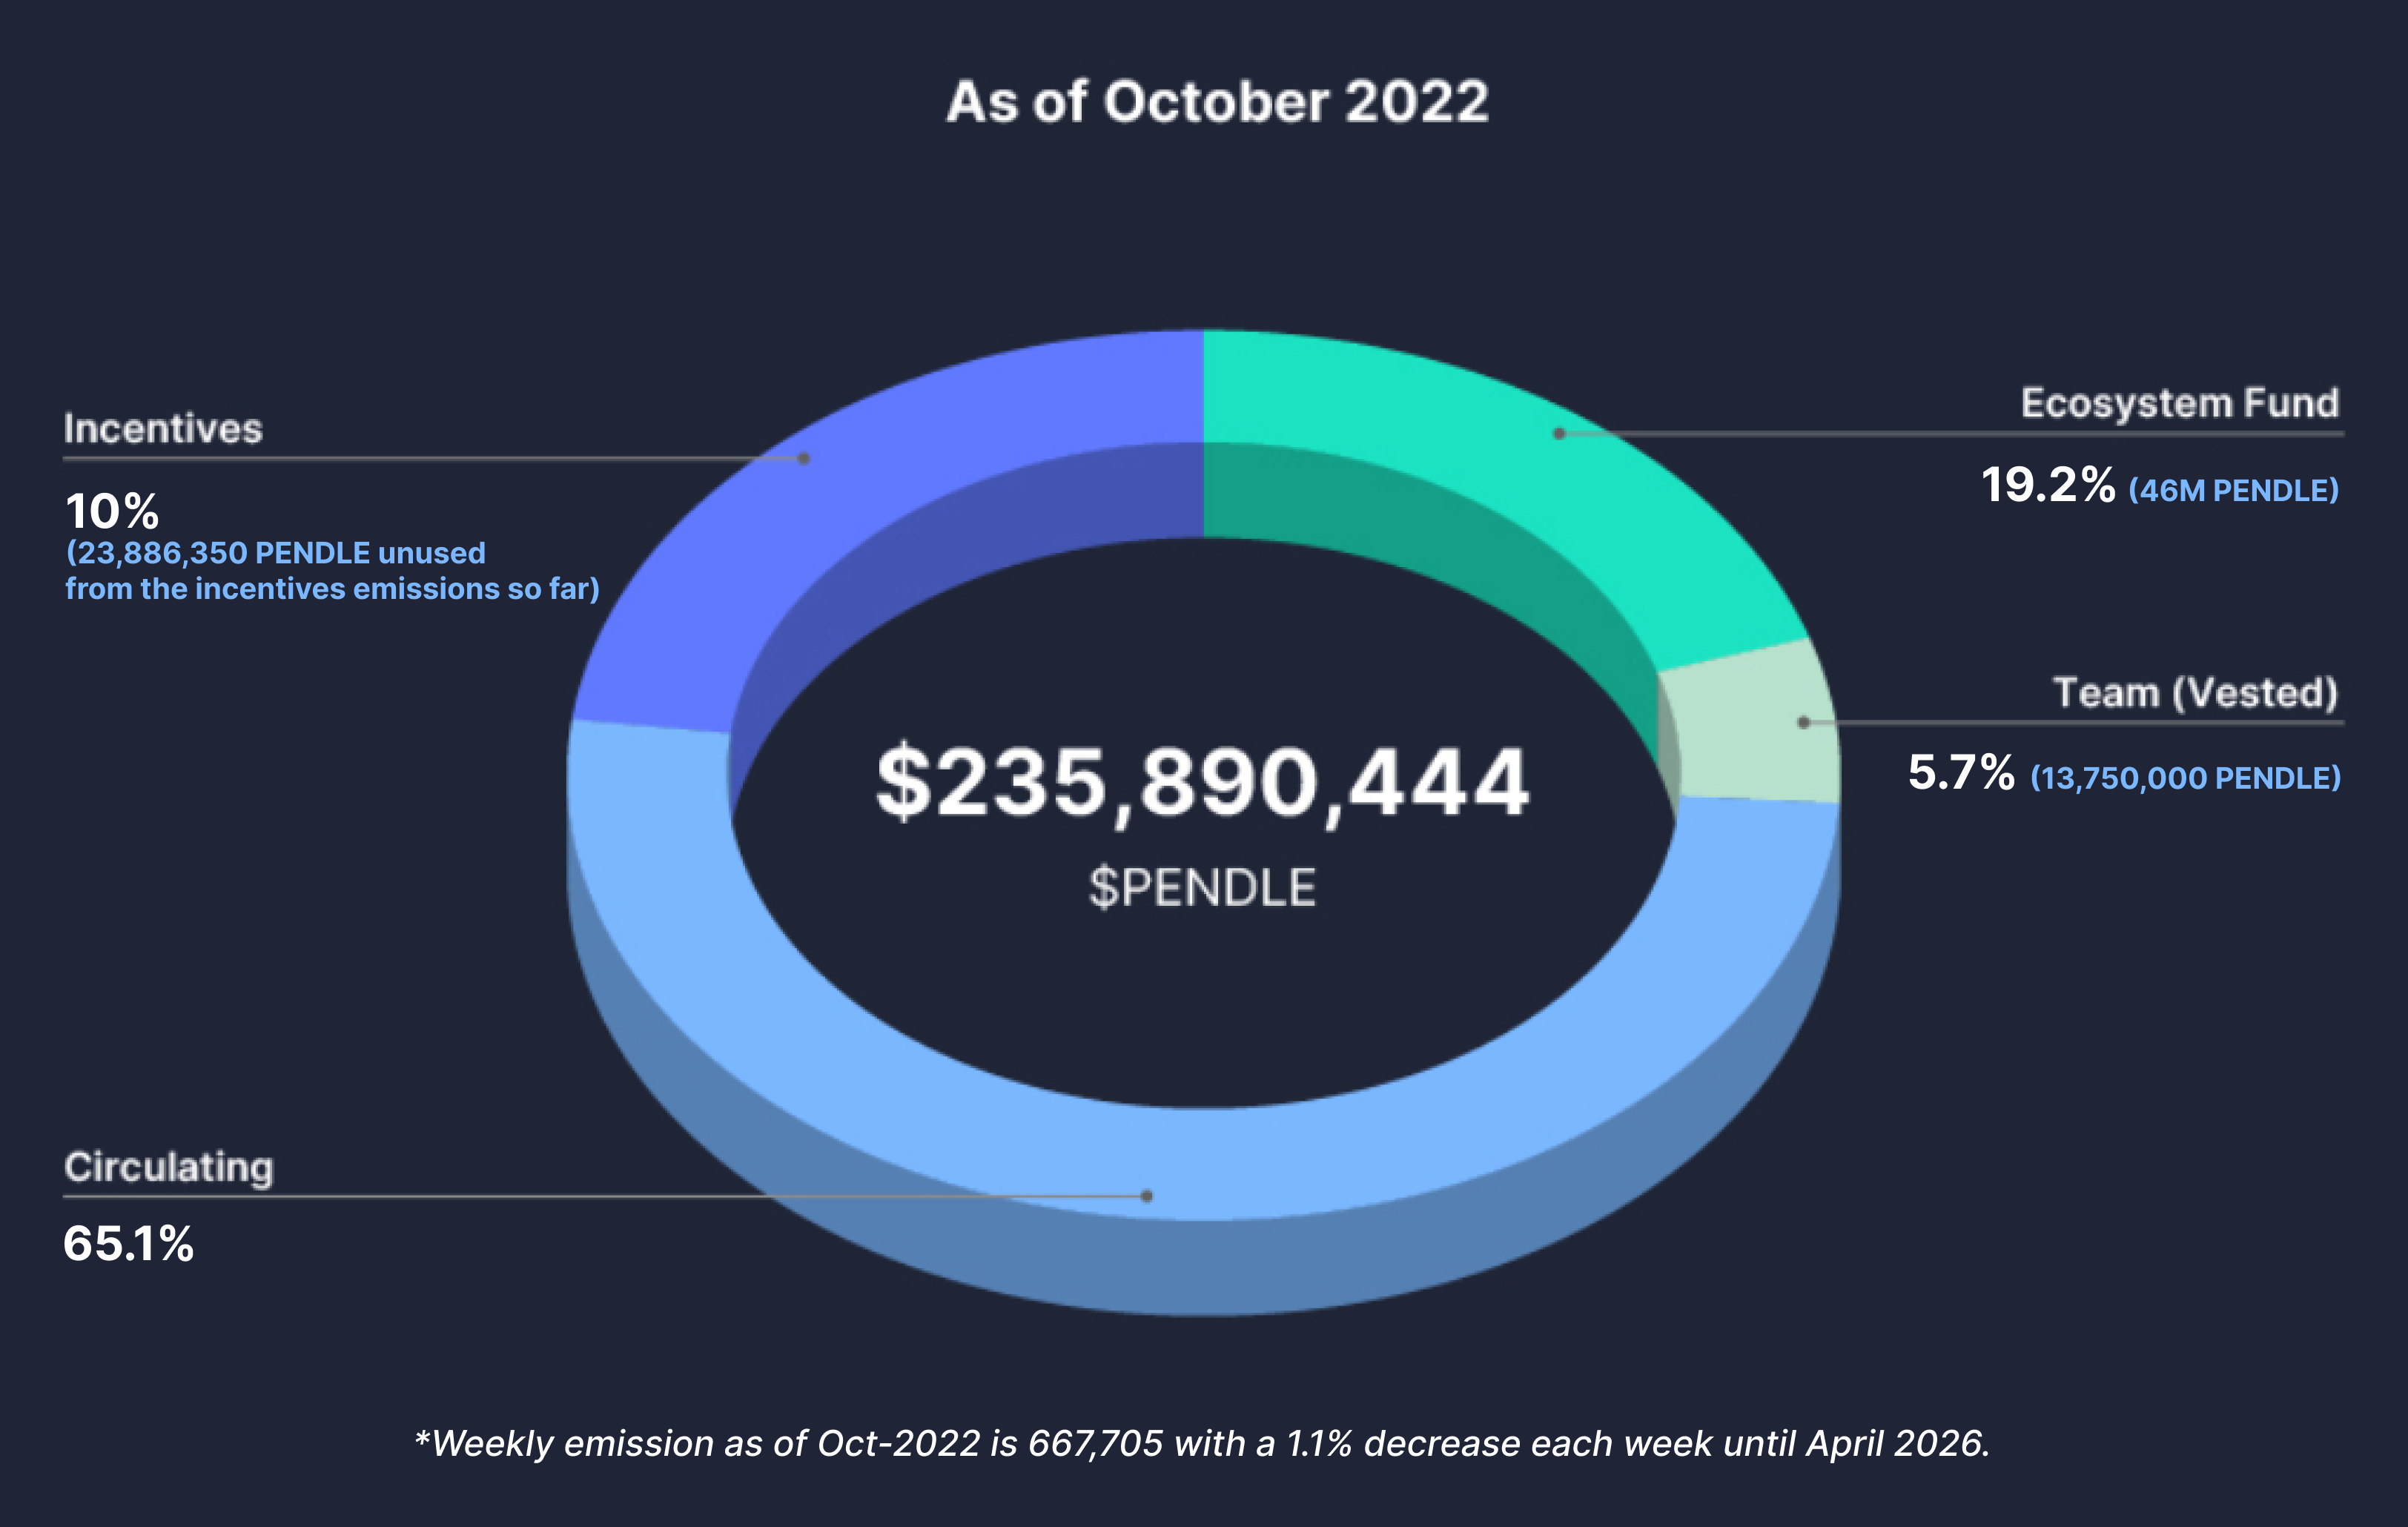 As of October 2022
Incentives
10%
(23,886,350 PENDLE unused
from the incentives emissions so far)
Ecosystem Fund
19.2% (46M PENDLE)
Team (Vested)
5.7% (13,750,000 PENDLE)
$235,890,444
$PENDLE
Circulating
65.1%
*Weekly emission as of Oct-2022 is 667,705 with a 1.1% decrease each week until April 2026.